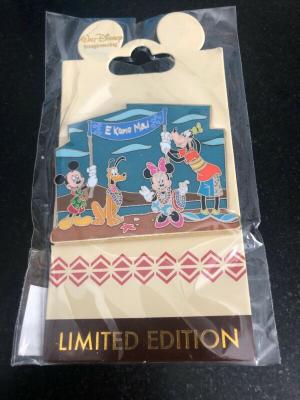 Walt Disney
Imagineering
E Komo Mai
LIMITED EDITION